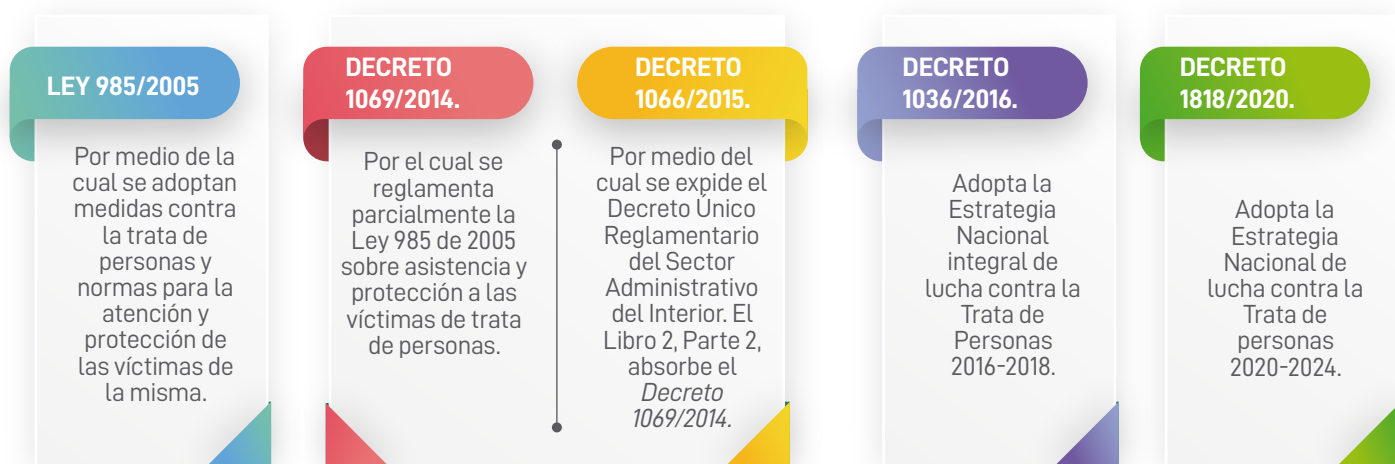 LEY 985/2005
Por medio de la
cual se adoptan
medidas contra
la trata de
personas y
normas para la
atención y
protección de
las víctimas de
la misma.
DECRETO
1069/2014.
Por el cual se
reglamenta
parcialmente la
Ley 985 de 2005
sobre asistencia y
protección a las
víctimas de trata
de personas.
DECRETO
1066/2015.
Por medio del
cual se expide el
Decreto Único
Reglamentario
del Sector
Administrativo
del Interior. El
Libro 2, Parte 2,
absorbe el
Decreto
1069/2014.
DECRETO
1036/2016.
Adopta la
Estrategia
Nacional
integral de
lucha contra la
Trata de
Personas
2016-2018.
DECRETO
1818/2020.
Adopta la
Estrategia
Nacional de
lucha contra la
Trata de
personas
2020-2024.